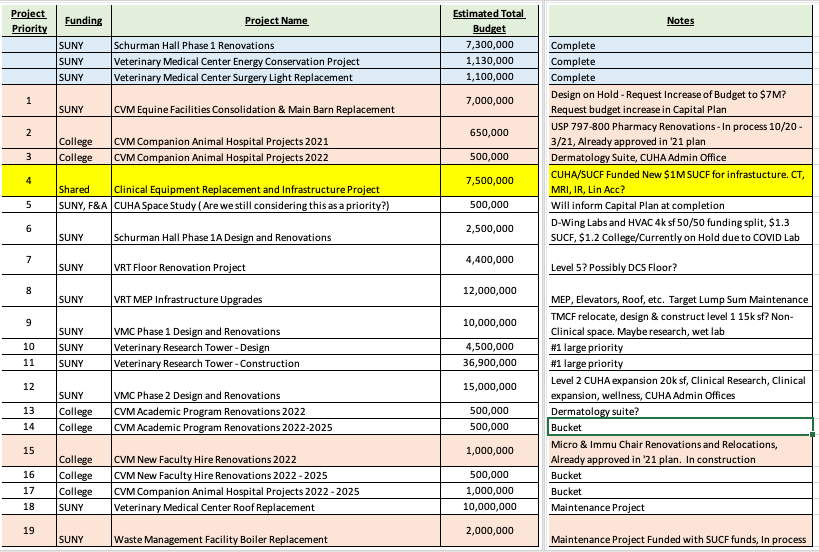 Project Priority Funding Project Name Estimated Total Budget Notes
SUNY Schurman Hall Phase 1 Renovations 7,300,000 Complete
SUNY Veterinary Medical Center Energy Conservation Project 1,130,000 Complete
SUNY Veterinary Medical Center Surgery Light Replacement 1,100,000 Complete
1 SUNY CVM Equine Facilities Consolidation & Main Barn Replacement 7,000,000 Design on Hold - Request Increase of Budget to $7M?
Request budget increase in Capital Plan
2 College CVM Companion Animal Hospital Projects 2021 650,000 USP 797-800 Pharmacy Renovations - In process 10/20 -
3/21, Already approved in '21 plan
3 College CVM Companion Animal Hospital Projects 2022 500,000 Dermatology Suite, CUHA Admin Office
4 Shared Clinical Equipment Replacement and Infrastructure Project 7,500,000 CUHA/SUCF Funded New $1M SUCF for infastucture. CT,
MRI, IR, Lin Acc?
5 SUNY, F&A CUHA Space Study ( Are we still considering this as a priority?) 500,000 Will inform Capital Plan at completion
6 SUNY Schurman Hall Phase 1A Design and Renovations 2,500,000 D-Wing Labs and HVAC 4k sf 50/50 funding split, $1.3
SUCF, $1.2 College/Currently on Hold due to COVID Lab
7 SUNY VRT Floor Renovation Project 4,400,000 Level 5? Possibly DCS Floor?
8 SUNY VRT MEP Infrastructure Upgrades 12,000,000 MEP, Elevators, Roof, etc. Target Lump Sum Maintenance
9 SUNY VMC Phase 1 Design and Renovations 10,000,000 TMCF relocate, design & construct level 1 15k sf? Non-
Clinical space. Maybe research, wet lab
10 SUNY Veterinary Research Tower - Design 4,500,000 #1 large priority
11 SUNY Veterinary Research Tower - Construction 36,900,000 #1 large priority
12 SUNY VMC Phase 2 Design and Renovations 15,000,000 Level 2 CUHA expansion 20k sf, Clinical Research, Clinical
expansion, wellness, CUHA Admin Offices
13 College CVM Academic Program Renovations 2022 500,000 Dermatology suite?
14 College CVM Academic Program Renovations 2022-2025 500,000 Bucket
15 College CVM New Faculty Hire Renovations 2022 1,000,000 Micro & Immu Chair Renovations and Relocations,
Already approved in '21 plan. In construction
16 College CVM New Faculty Hire Renovations 2022 - 2025 500,000 Bucket
17 College CVM Companion Animal Hospital Projects 2022 - 2025 1,000,000 Bucket
18 SUNY Veterinary Medical Center Roof Replacement 10,000,000 Maintenance Project
19 SUNY Waste Management Facility Boiler Replacement 2,000,000 Maintenance Project Funded with SUCF funds, In process